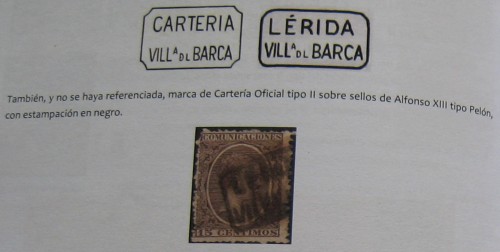 CARTERIA LÉRIDA
VILLª DL BARCA VILLª DL BARCA
También, y no se haya referenciada, marca de Cartería Oficial tipo II sobre sellos de Alfonso XIII tipo Pelón,
con estampación en negro.
COMUNICACIONES
15 CENTIMOS